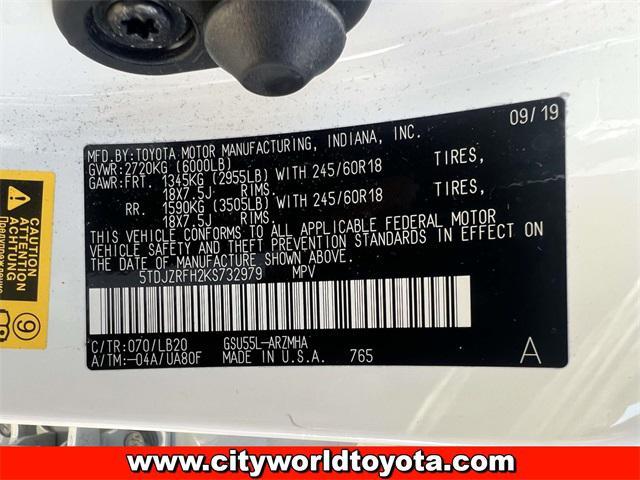 09/19
MFD.BY:TOYOTA MOTOR MANUFACTURING, INDIANA, INC.
GVWR:2720KG (6000LB)
GAWR:FRT. 1345KG (2955LB) WITH 245/60R18 TIRES,
18X7.5J RIMS.
RR. 1590KG (3505LB) WITH 245/60R18 TIRES,
18X7.5J RIMS.
THIS VEHICLE CONFORMS TO ALL APPLICABLE FEDERAL MOTOR
VEHICLE SAFETY AND THEFT PREVENTION STANDARDS IN EFFECT ON
THE DATE OF MANUFACTURE SHOWN ABOVE.
5TDJZRFH2KS732979 MPV
C/TR:070/LB20 GSU55L-ARZMHA
A/TM:-04A/UA80F MADE IN U.S.A. 765 A
CAUTION
ATTENTION
ACHTUNG
9
www.cityworldtoyota.com